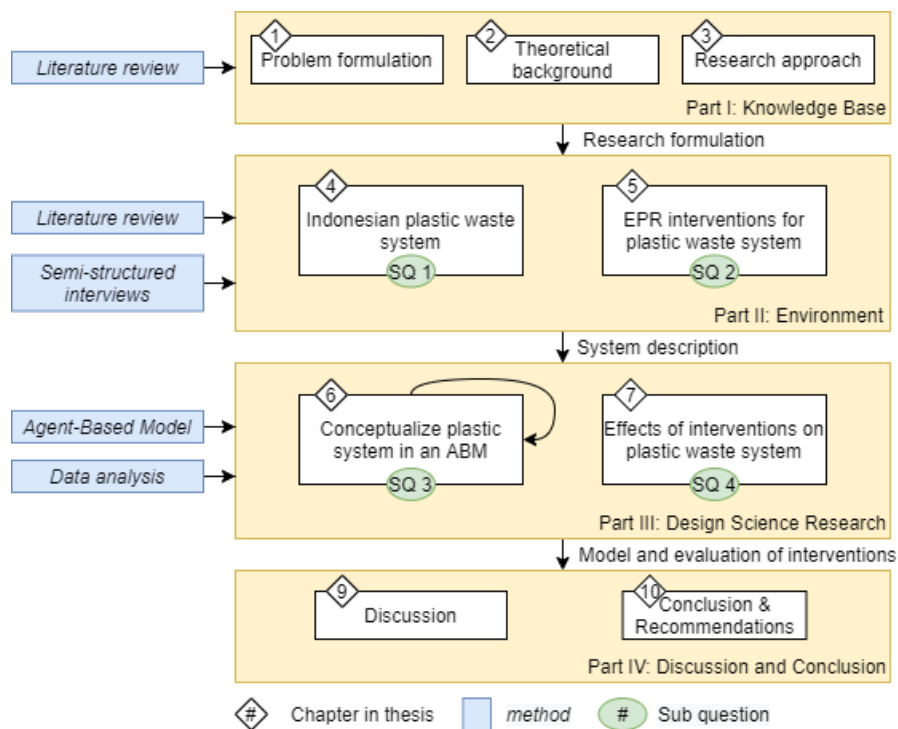 1
Problem formulation
2
Theoretical
background
3
Research approach
Literature review
Part I: Knowledge Base
Research formulation
4
Indonesian plastic waste
system
SQ 1
5
EPR interventions for
plastic waste system
SQ 2
Literature review
Semi-structured
interviews
Part II: Environment
System description
6
Conceptualize plastic
system in an ABM
SQ 3
7
Effects of interventions on
plastic waste system
SQ 4
Agent-Based Model
Data analysis
Part III: Design Science Research
Model and evaluation of interventions
9
Discussion
10
Conclusion &
Recommendations
Part IV: Discussion and Conclusion
# Chapter in thesis
method
# Sub question